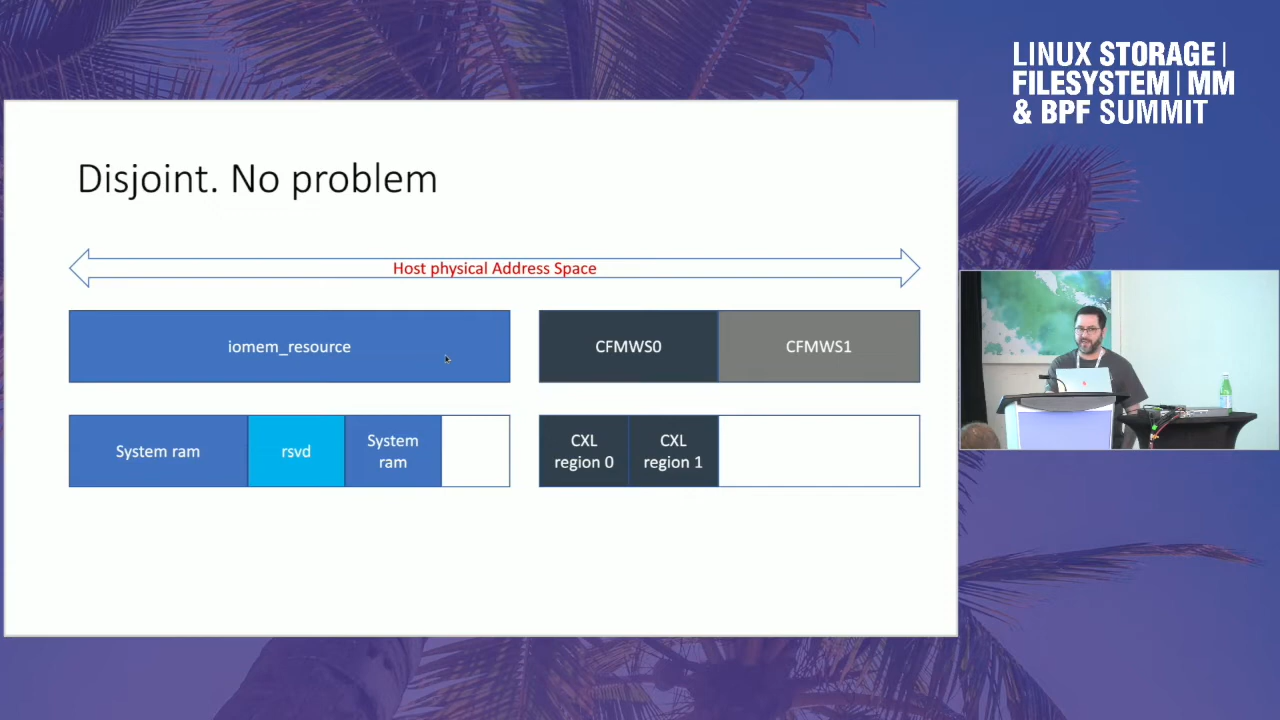 LINUX STORAGE |
FILESYSTEM | MM
& BPF SUMMIT
Disjoint. No problem
Host physical Address Space
iomem_resource
CFMWS0
CFMWS1
System ram
rsvd
System
ram
CXL
region 0
CXL
region 1